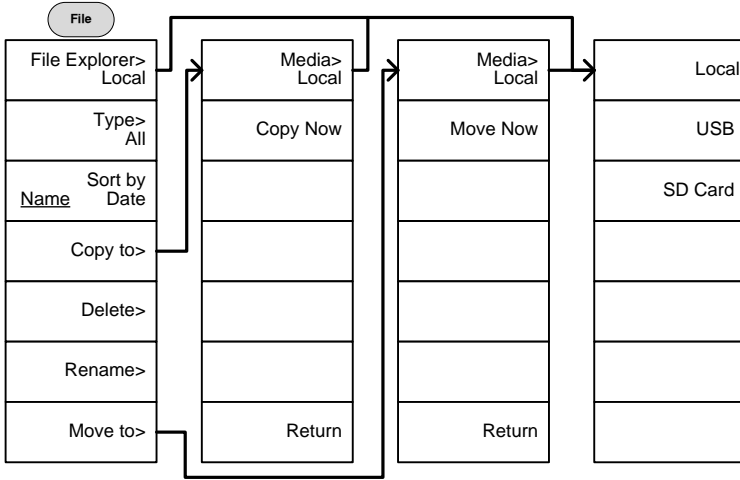 File
File Explorer>
Local
Type>
All
Sort by
Name Date
Copy to>
Delete>
Rename>
Move to>
Media>
Local
Copy Now
Return
Media>
Local
Move Now
Return
Local
USB
SD Card